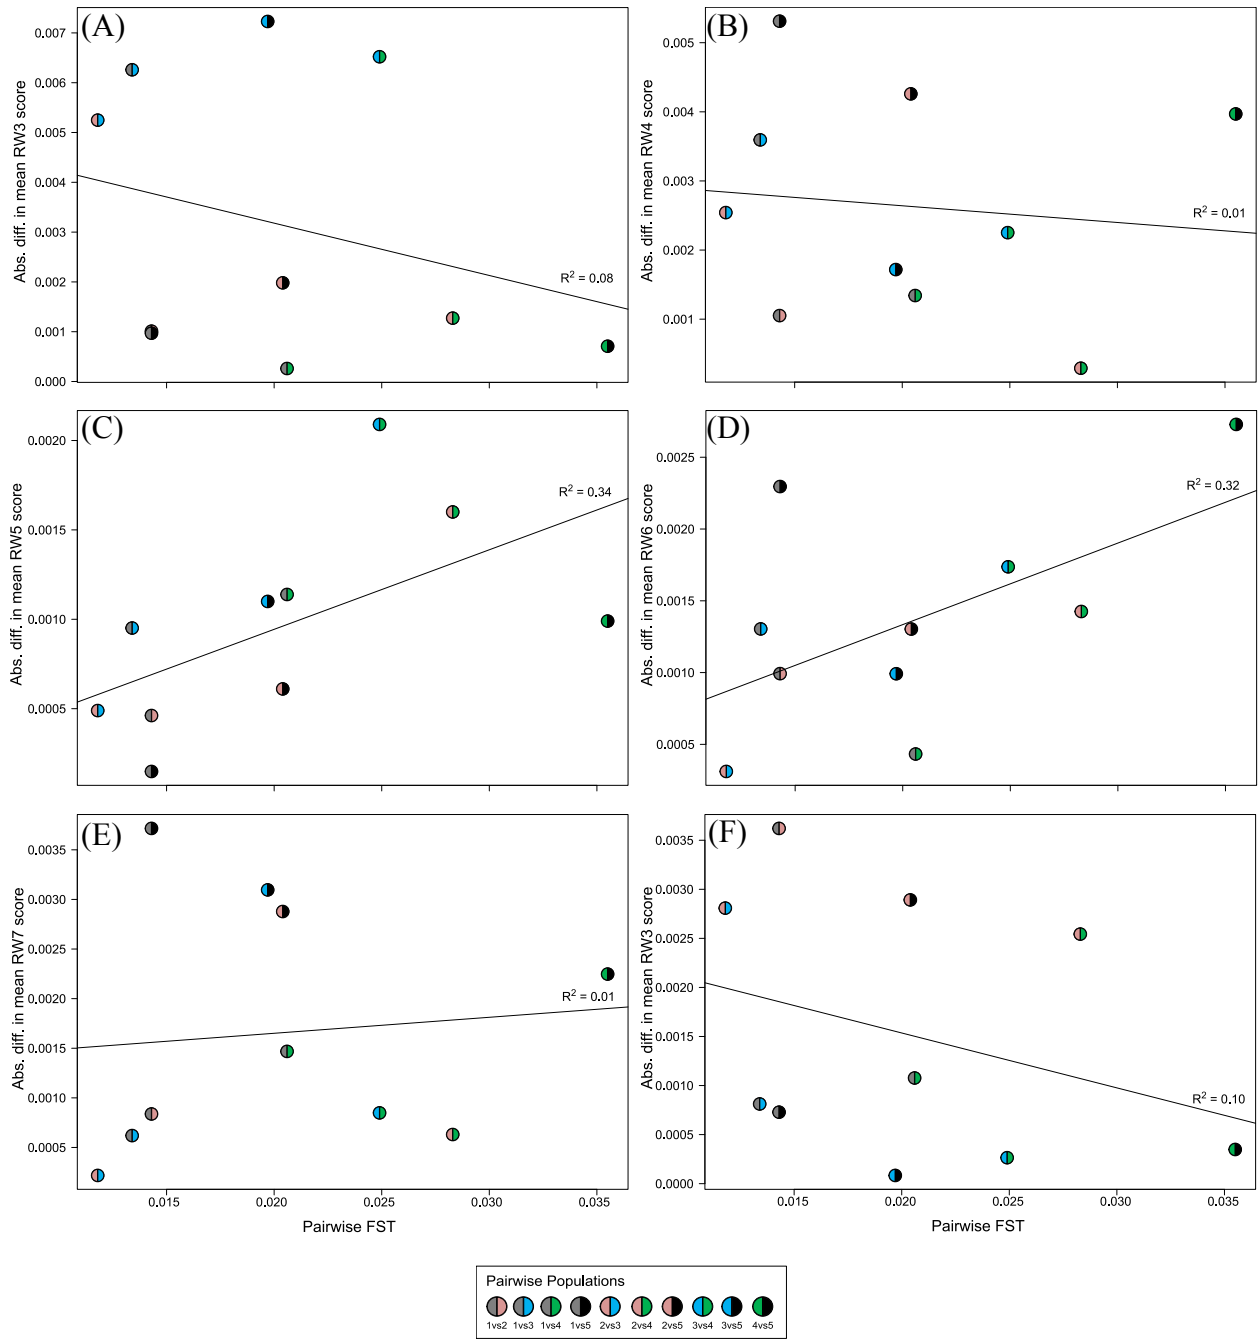 (A)
Abs. diff. in mean RW3 score
0.007
0.006
0.005
0.004
0.003
0.002
0.001
0.000
R² = 0.08
(B)
Abs. diff. in mean RW4 score
0.005
0.004
0.003
0.002
0.001
R² = 0.01
(C)
Abs. diff. in mean RW5 score
0.0020
0.0015
0.0010
0.0005
R² = 0.34
(D)
Abs. diff. in mean RW6 score
0.0025
0.0020
0.0015
0.0010
0.0005
R² = 0.32
(E)
Abs. diff. in mean RW7 score
0.0035
0.0030
0.0025
0.0020
0.0015
0.0010
0.0005
R² = 0.01
0.015 0.020 0.025 0.030 0.035
Pairwise FST
(F)
Abs. diff. in mean RW3 score
0.0035
0.0030
0.0025
0.0020
0.0015
0.0010
0.0005
0.0000
R² = 0.10
0.015 0.020 0.025 0.030 0.035
Pairwise FST
Pairwise Populations
1vs2 1vs3 1vs4 1vs5 2vs3 2vs4 2vs5 3vs4 3vs5 4vs5